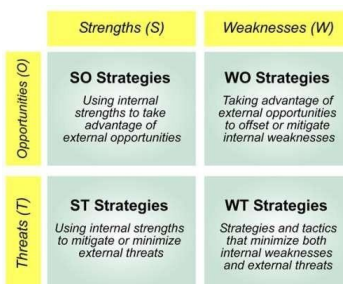 Strengths (S)
Weaknesses (W)
Opportunities (O)
SO Strategies
Using internal
strengths to take
advantage of
external opportunities
WO Strategies
Taking advantage of
external opportunities
to offset or mitigate
internal weaknesses
Threats (T)
ST Strategies
Using internal strengths
to mitigate or minimize
external threats
WT Strategies
Strategies and tactics
that minimize both
internal weaknesses
and external threats